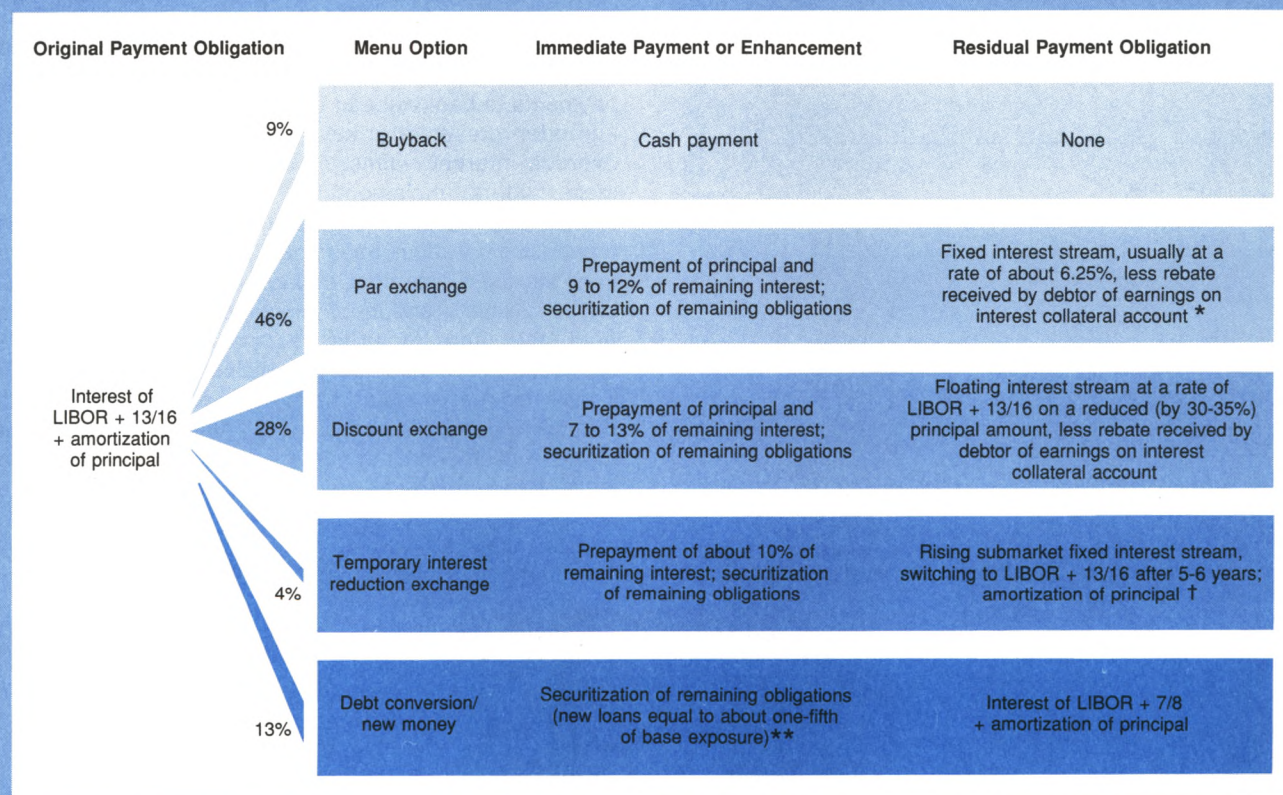 Original Payment Obligation
Menu Option
Immediate Payment or Enhancement
Residual Payment Obligation
Interest of
LIBOR + 13/16
+ amortization
of principal
9%
Buyback
Cash payment
None
46%
Par exchange
Prepayment of principal and
9 to 12% of remaining interest;
securitization of remaining obligations
Fixed interest stream, usually at a
rate of about 6.25%, less rebate
received by debtor of earnings on
interest collateral account *
28%
Discount exchange
Prepayment of principal and
7 to 13% of remaining interest;
securitization of remaining obligations
Floating interest stream at a rate of
LIBOR + 13/16 on a reduced (by 30-35%)
principal amount, less rebate received by
debtor of earnings on interest
collateral account
4%
Temporary interest
reduction exchange
Prepayment of about 10% of
remaining interest; securitization
of remaining obligations
Rising submarket fixed interest stream,
switching to LIBOR + 13/16 after 5-6 years;
amortization of principal †
13%
Debt conversion/
new money
Securitization of remaining obligations
(new loans equal to about one-fifth
of base exposure)**
Interest of LIBOR + 7/8
+ amortization of principal